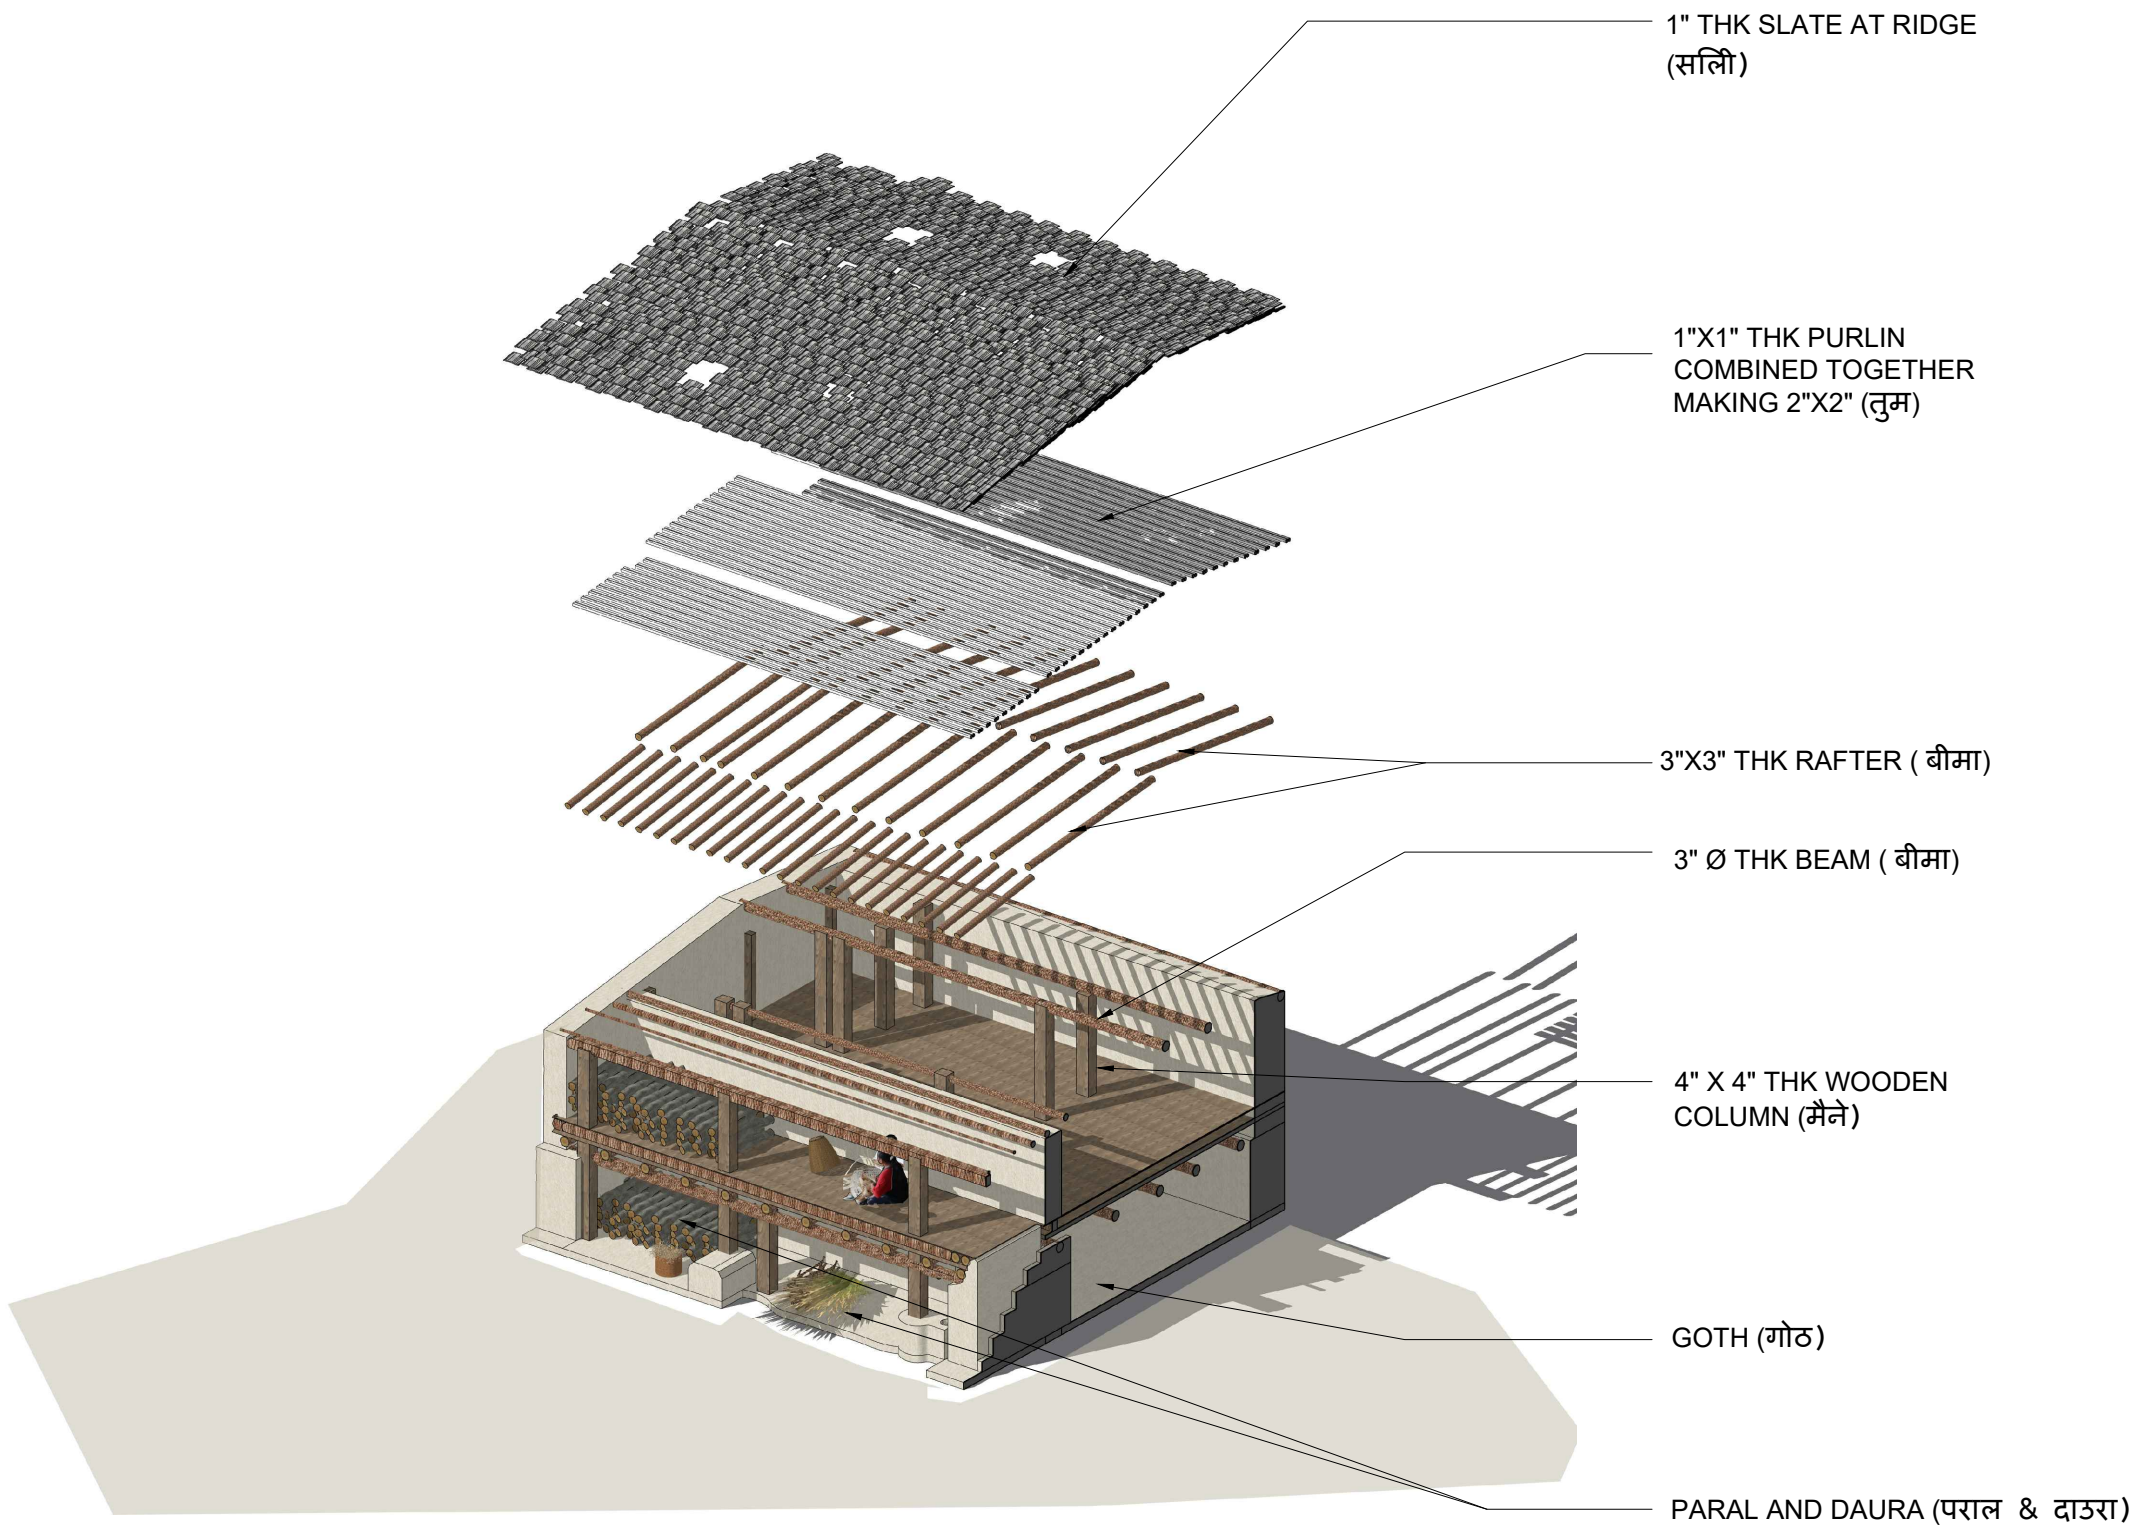 1" THK SLATE AT RIDGE
(सलिी)
1"X1" THK PURLIN
COMBINED TOGETHER
MAKING 2"X2" (तुम)
3"X3" THK RAFTER ( बीमा)
3" Ø THK BEAM ( बीमा)
4" X 4" THK WOODEN
COLUMN (मैने)
GOTH (गोठ)
PARAL AND DAURA (पराल & दाउरा)